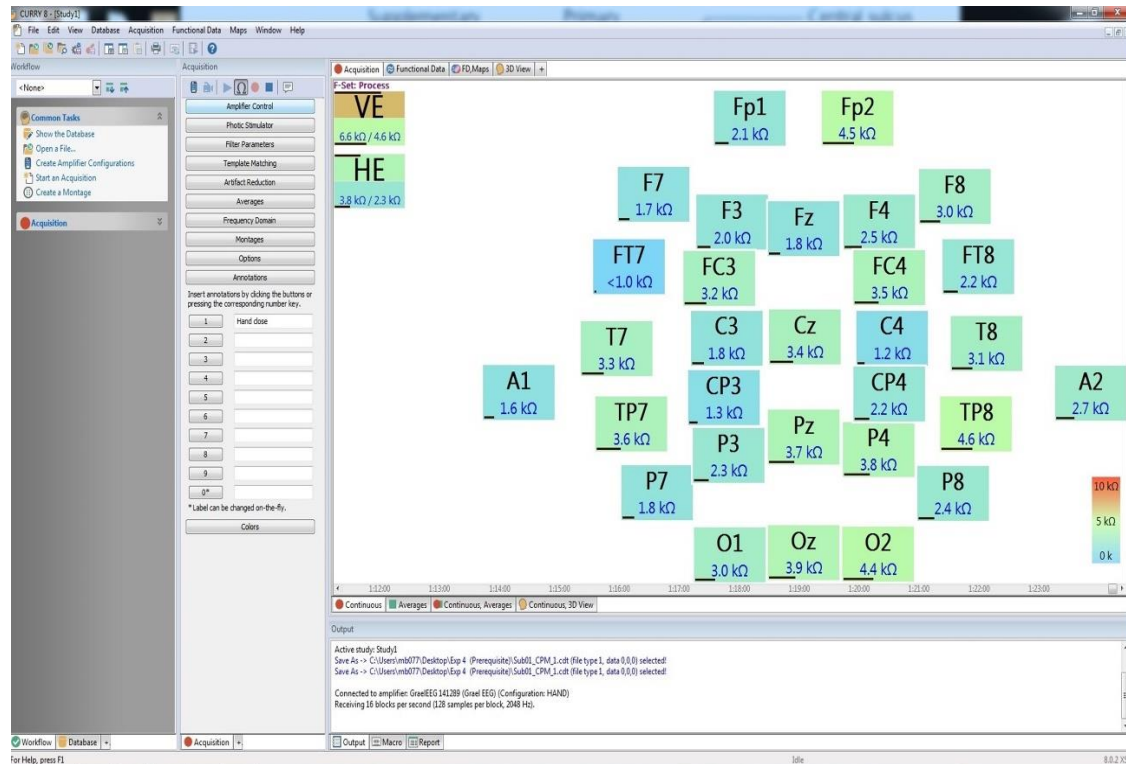 CURRY 8 - [Study1]
Supplementary Primary Central sulcus
File Edit View Database Acquisition Functional Data Maps Window Help
Workflow
<None>
Common Tasks
Show the Database
Open a File...
Create Amplifier Configurations
Start an Acquisition
Create a Montage
Acquisition
Acquisition
Amplifier Control
Photic Stimulator
Filter Parameters
Template Matching
Artifact Reduction
Averages
Frequency Domain
Montages
Options
Annotations
Insert annotations by clicking the buttons or
pressing the corresponding number key.
1 Hand close
2
3
4
5
6
7
8
9
0*
*Label can be changed on-the-fly.
Colors
Acquisition Functional Data FD,Maps 3D View +
F-Set: Process
VE
6.6 kΩ / 4.6 kΩ
HE
3.8 kΩ / 2.3 kΩ
Fp1
2.1 kΩ
Fp2
4.5 kΩ
F7
1.7 kΩ
F3
2.0 kΩ
Fz
1.8 kΩ
F4
2.5 kΩ
F8
3.0 kΩ
FT7
<1.0 kΩ
FC3
3.2 kΩ
FC4
3.5 kΩ
FT8
2.2 kΩ
T7
3.3 kΩ
C3
1.8 kΩ
Cz
3.4 kΩ
C4
1.2 kΩ
T8
3.1 kΩ
A1
1.6 kΩ
TP7
3.6 kΩ
CP3
1.3 kΩ
CP4
2.2 kΩ
TP8
4.6 kΩ
A2
2.7 kΩ
P7
1.8 kΩ
P3
2.3 kΩ
Pz
3.7 kΩ
P4
3.8 kΩ
P8
2.4 kΩ
O1
3.0 kΩ
Oz
3.9 kΩ
O2
4.4 kΩ
10 kΩ
5 kΩ
0 k
1:12:00 1:13:00 1:14:00 1:15:00 1:16:00 1:17:00 1:18:00 1:19:00 1:20:00 1:21:00 1:22:00 1:23:00
Continuous Averages Continuous, Averages Continuous, 3D View
Output
Active study: Study1
Save As -> C:\Users\mb077\Desktop\Exp 4 (Prerequisite)\Sub01_CPM_1.cdt (file type 1, data 0,0,0) selected!
Save As -> C:\Users\mb077\Desktop\Exp 4 (Prerequisite)\Sub01_CPM_1.cdt (file type 1, data 0,0,0) selected!
Connected to amplifier: GraelEEG 141289 (Grael EEG) (Configuration: HAND)
Receiving 16 blocks per second (128 samples per block, 2048 Hz).
Workflow Database +
Acquisition +
Output Macro Report
For Help, press F1
Idle
8.0.2 XS